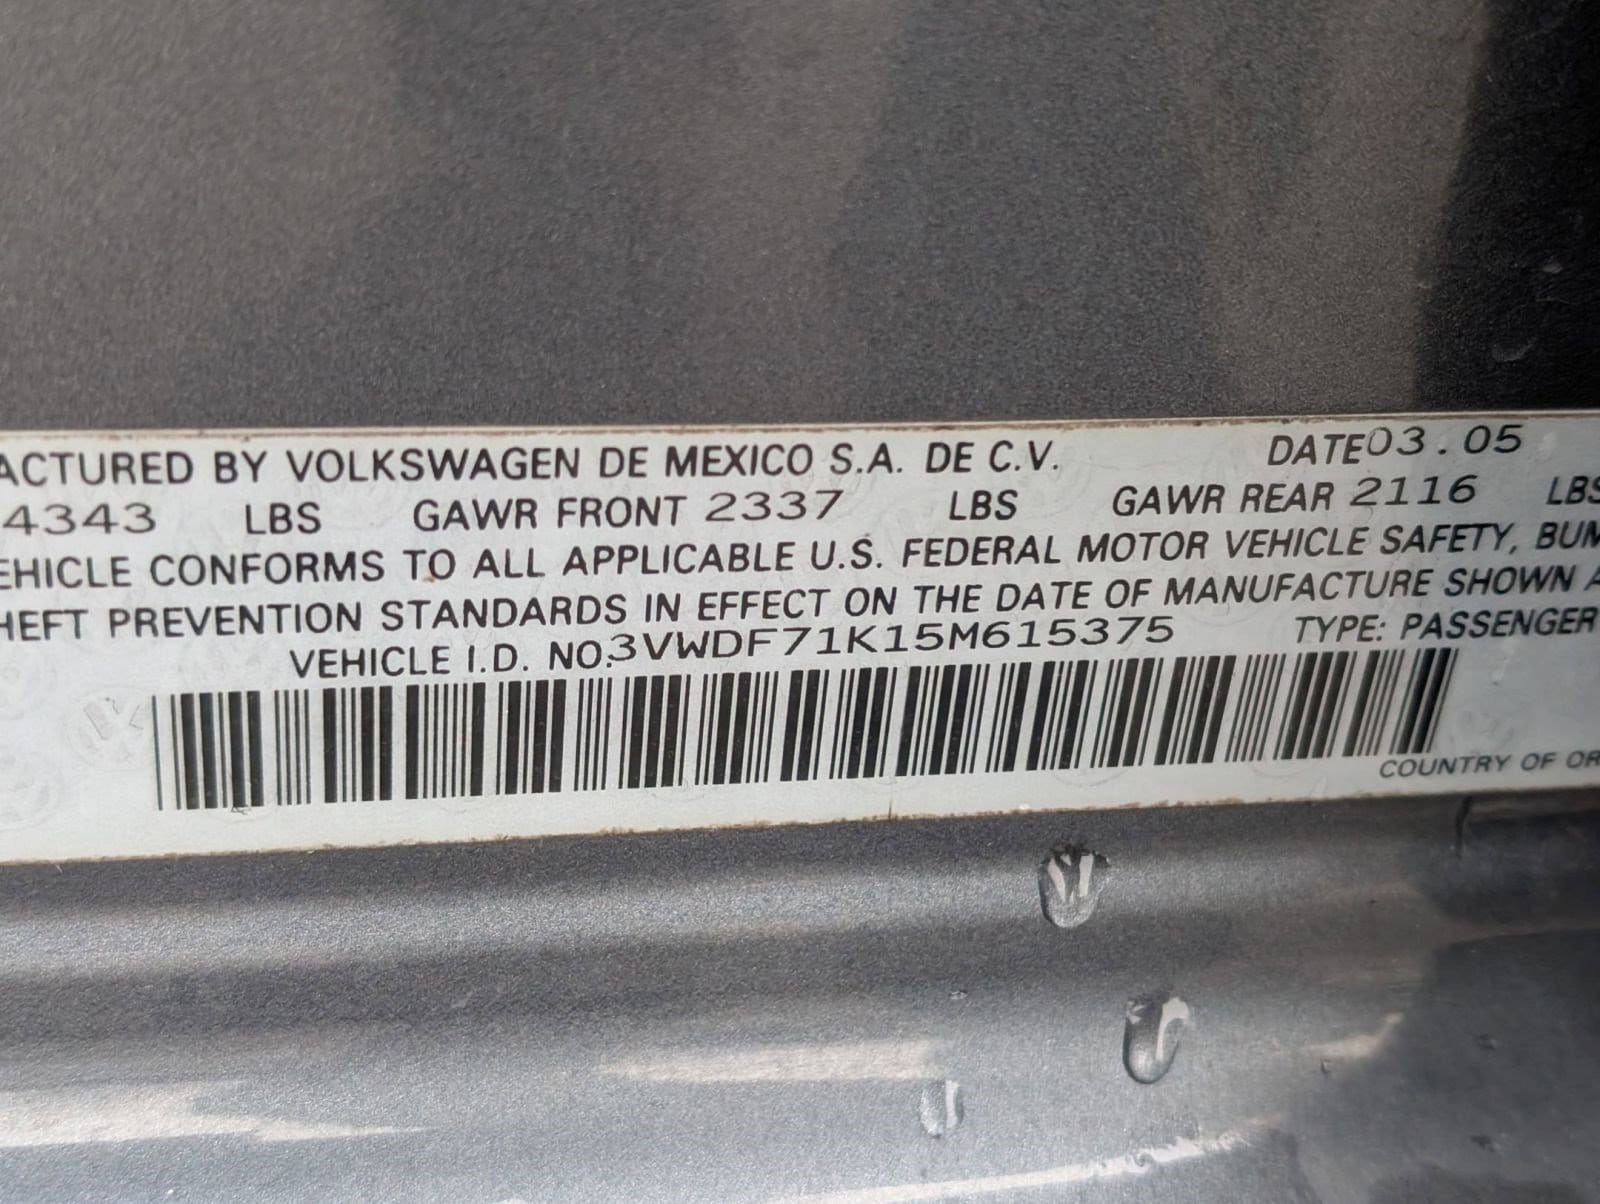 ACTURED BY VOLKSWAGEN DE MEXICO S.A. DE C.V. DATE03.05
4343 LBS GAWR FRONT 2337 LBS GAWR REAR 2116 LBS
EHICLE CONFORMS TO ALL APPLICABLE U.S. FEDERAL MOTOR VEHICLE SAFETY, BUM
HEFT PREVENTION STANDARDS IN EFFECT ON THE DATE OF MANUFACTURE SHOWN A
VEHICLE I.D. NO.3VWDF71K15M615375 TYPE: PASSENGER
COUNTRY OF OR